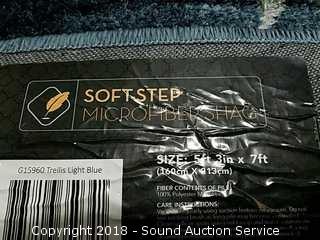 SOFTSTEP
MICROFIBER SHAG
G15960 Trellis Light Blue
SIZE: 5ft 3in x 7ft
(160cm X 213cm)
FIBER CONTENTS OF PILE:
100% Polyester
CARE INSTRUCTIONS:
Copyright 2018 - Sound Auction Service